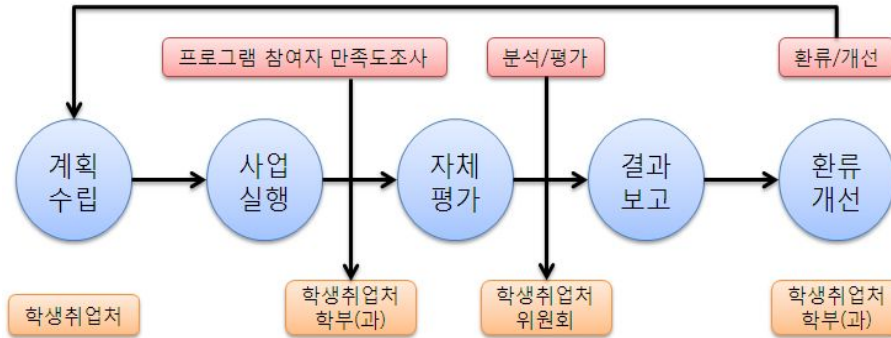 프로그램 참여자 만족도조사
분석/평가
환류/개선
계획
수립
사업
실행
자체
평가
결과
보고
환류
개선
학생취업처
학생취업처
학부(과)
학생취업처
위원회
학생취업처
학부(과)